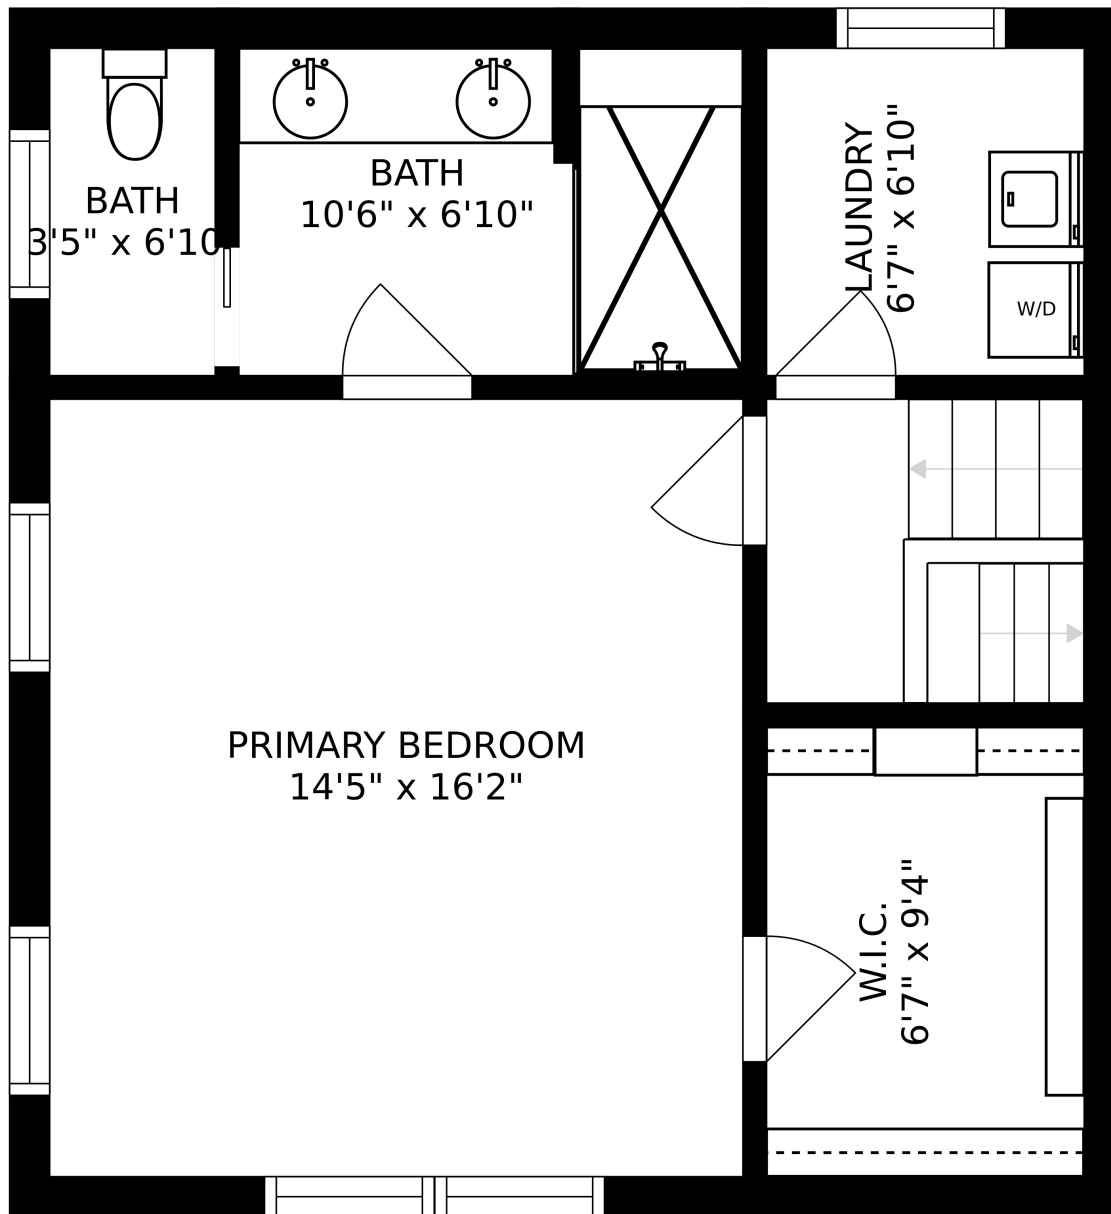 BATH
3'5" x 6'10
BATH
10'6" x 6'10"
LAUNDRY
6'7" x 6'10"
W/D
PRIMARY BEDROOM
14'5" x 16'2"
W.I.C.
6'7" x 9'4"